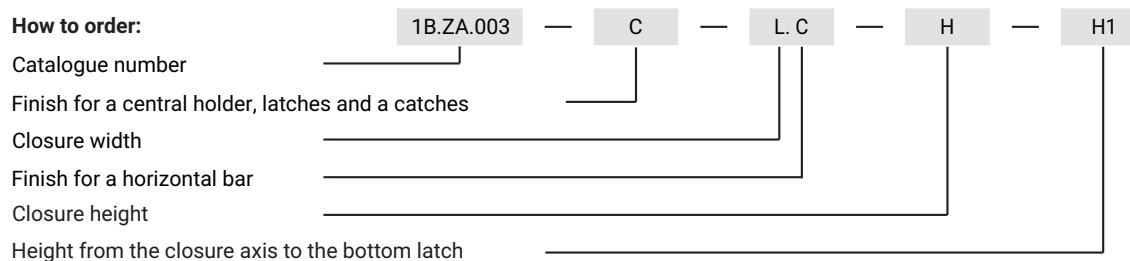 How to order: 1B.ZA.003 — C — L. C — H — H1
Catalogue number
Finish for a central holder, latches and a catches
Closure width
Finish for a horizontal bar
Closure height
Height from the closure axis to the bottom latch